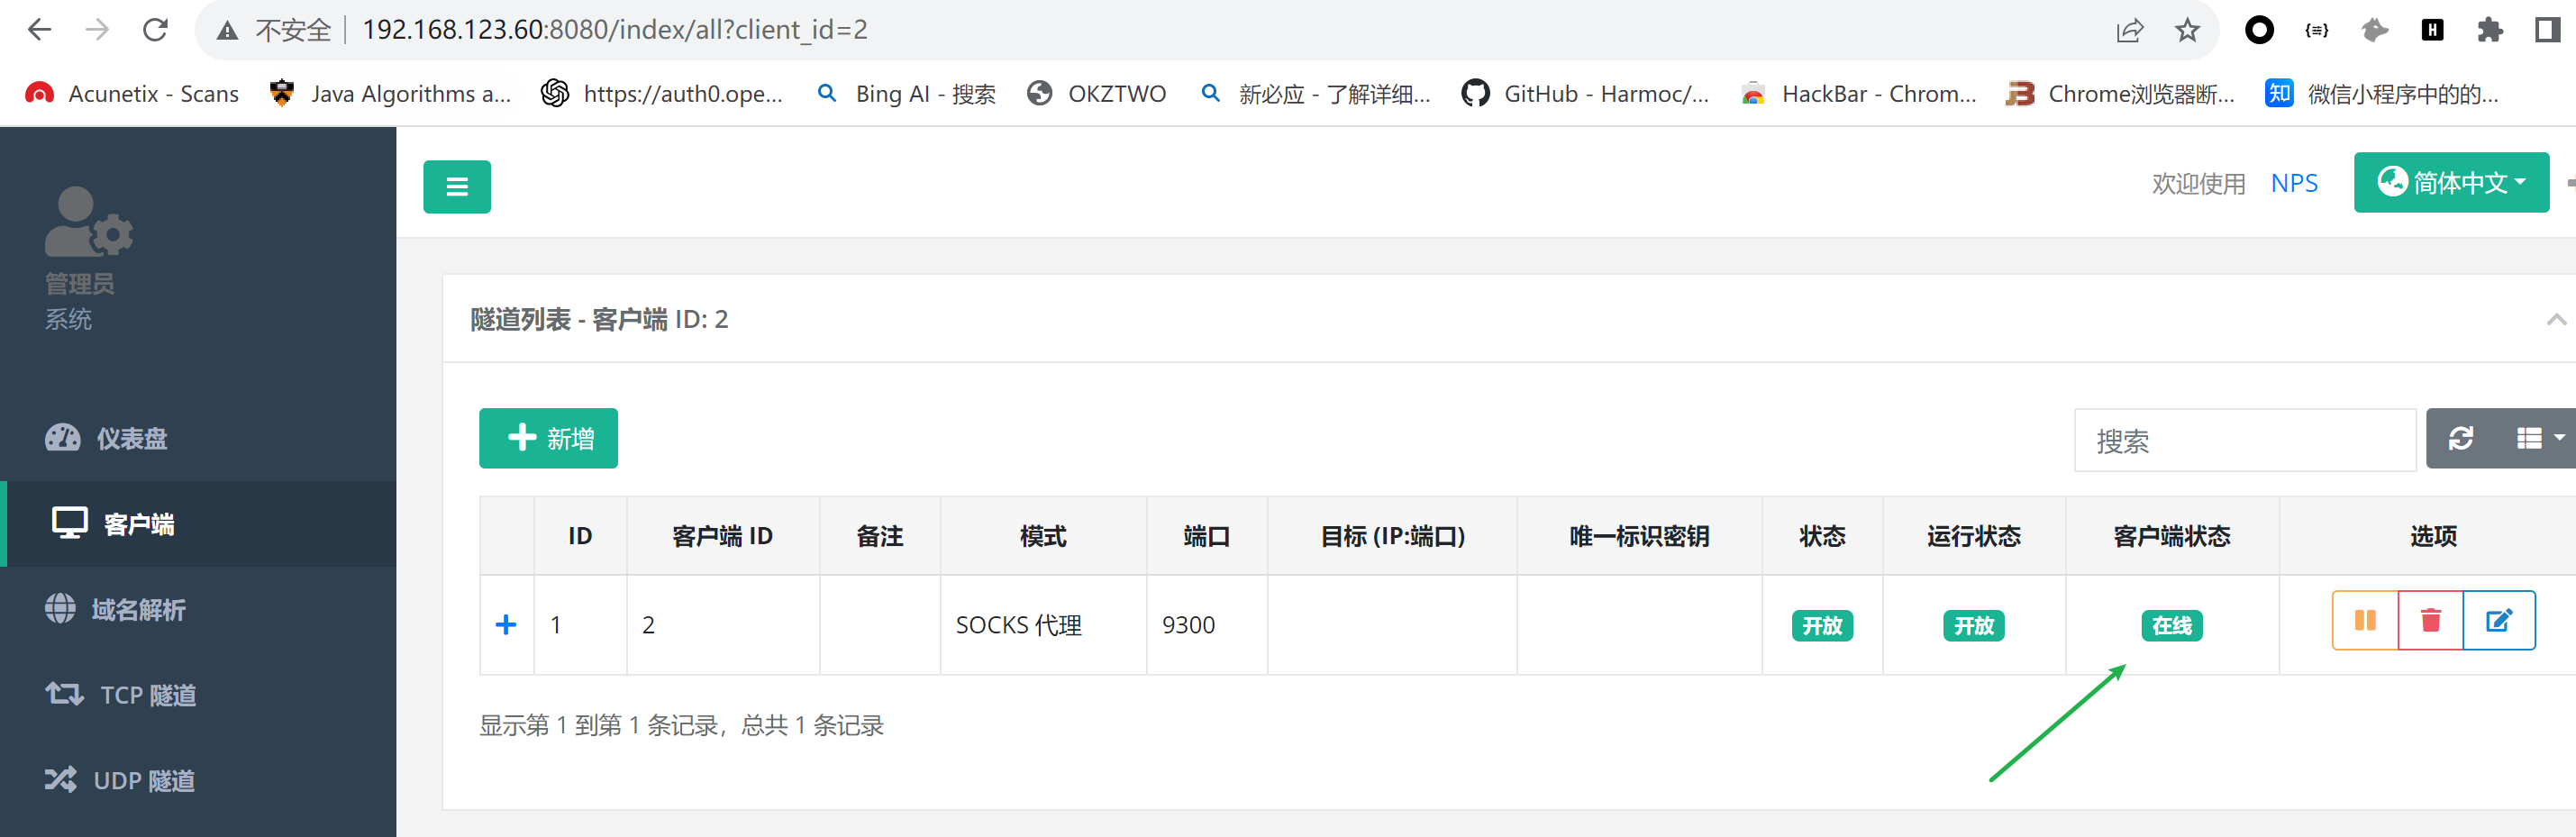 不安全 192.168.123.60:8080/index/all?client_id=2
Acunetix - Scans Java Algorithms a... https://auth0.ope... Bing AI - 搜索 OKZTWO 新必应 - 了解详细... GitHub - Harmoc/... HackBar - Chrom... Chrome浏览器断... 知 微信小程序中的的...
欢迎使用 NPS 简体中文
管理员
系统
隧道列表 - 客户端 ID: 2
仪表盘
新增 搜索
客户端
ID 客户端 ID 备注 模式 端口 目标 (IP:端口) 唯一标识密钥 状态 运行状态 客户端状态 选项
域名解析
1 2 SOCKS 代理 9300 开放 开放 在线
TCP 隧道
显示第 1 到第 1 条记录，总共 1 条记录
UDP 隧道